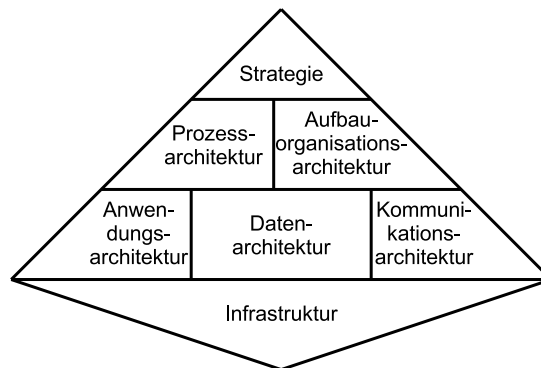 Strategie
Prozess-
architektur
Aufbau-
organisations-
architektur
Anwen-
dungs-
architektur
Daten-
architektur
Kommuni-
kations-
architektur
Infrastruktur